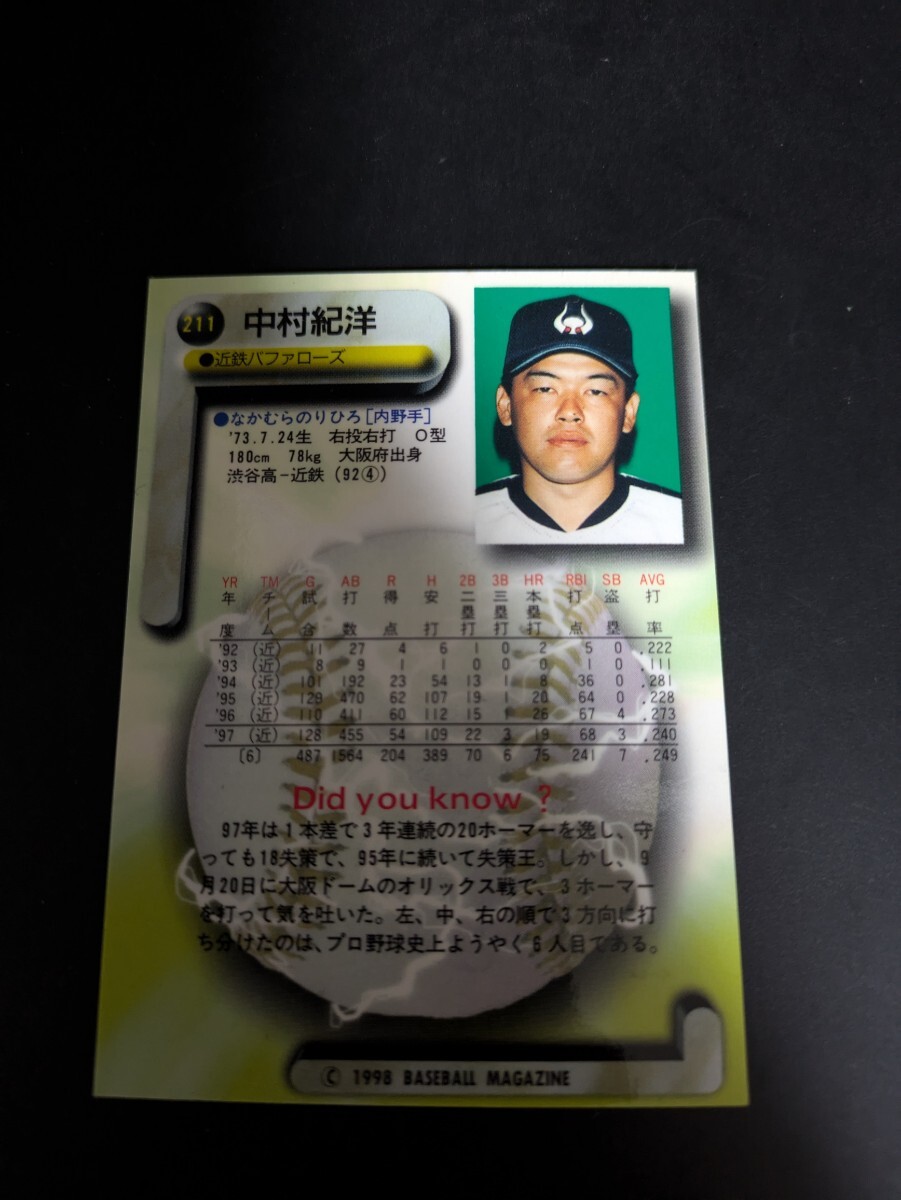 211 中村紀洋
●近鉄バファローズ
●なかむらのりひろ[内野手]
'73.7.24生 右投右打 O型
180cm 78kg 大阪府出身
渋谷高−近鉄 (92④)
YR TM G AB R H 2B 3B HR RBI SB AVG
年度 チーム 試合 打数 得点 安打 二塁打 三塁打 本塁打 打点 盗塁 打率
'92 (近) 11 27 4 6 1 0 2 5 0 .222
'93 (近) 8 9 1 1 0 0 0 1 0 .111
'94 (近) 101 192 23 54 13 1 8 36 0 .281
'95 (近) 129 470 62 107 19 1 20 64 0 .228
'96 (近) 110 411 60 112 15 1 26 67 4 .273
'97 (近) 128 455 54 109 22 3 19 68 3 .240
[6] 487 1564 204 389 70 6 75 241 7 .249
Did you know ?
97年は1本差で3年連続の20ホーマーを逸し、守
っても18失策で、95年に続いて失策王。しかし、9
月20日に大阪ドームのオリックス戦で、3ホーマー
を打って気を吐いた。左、中、右の順で3方向に打
ち分けたのは、プロ野球史上ようやく6人目である。
© 1998 BASEBALL MAGAZINE